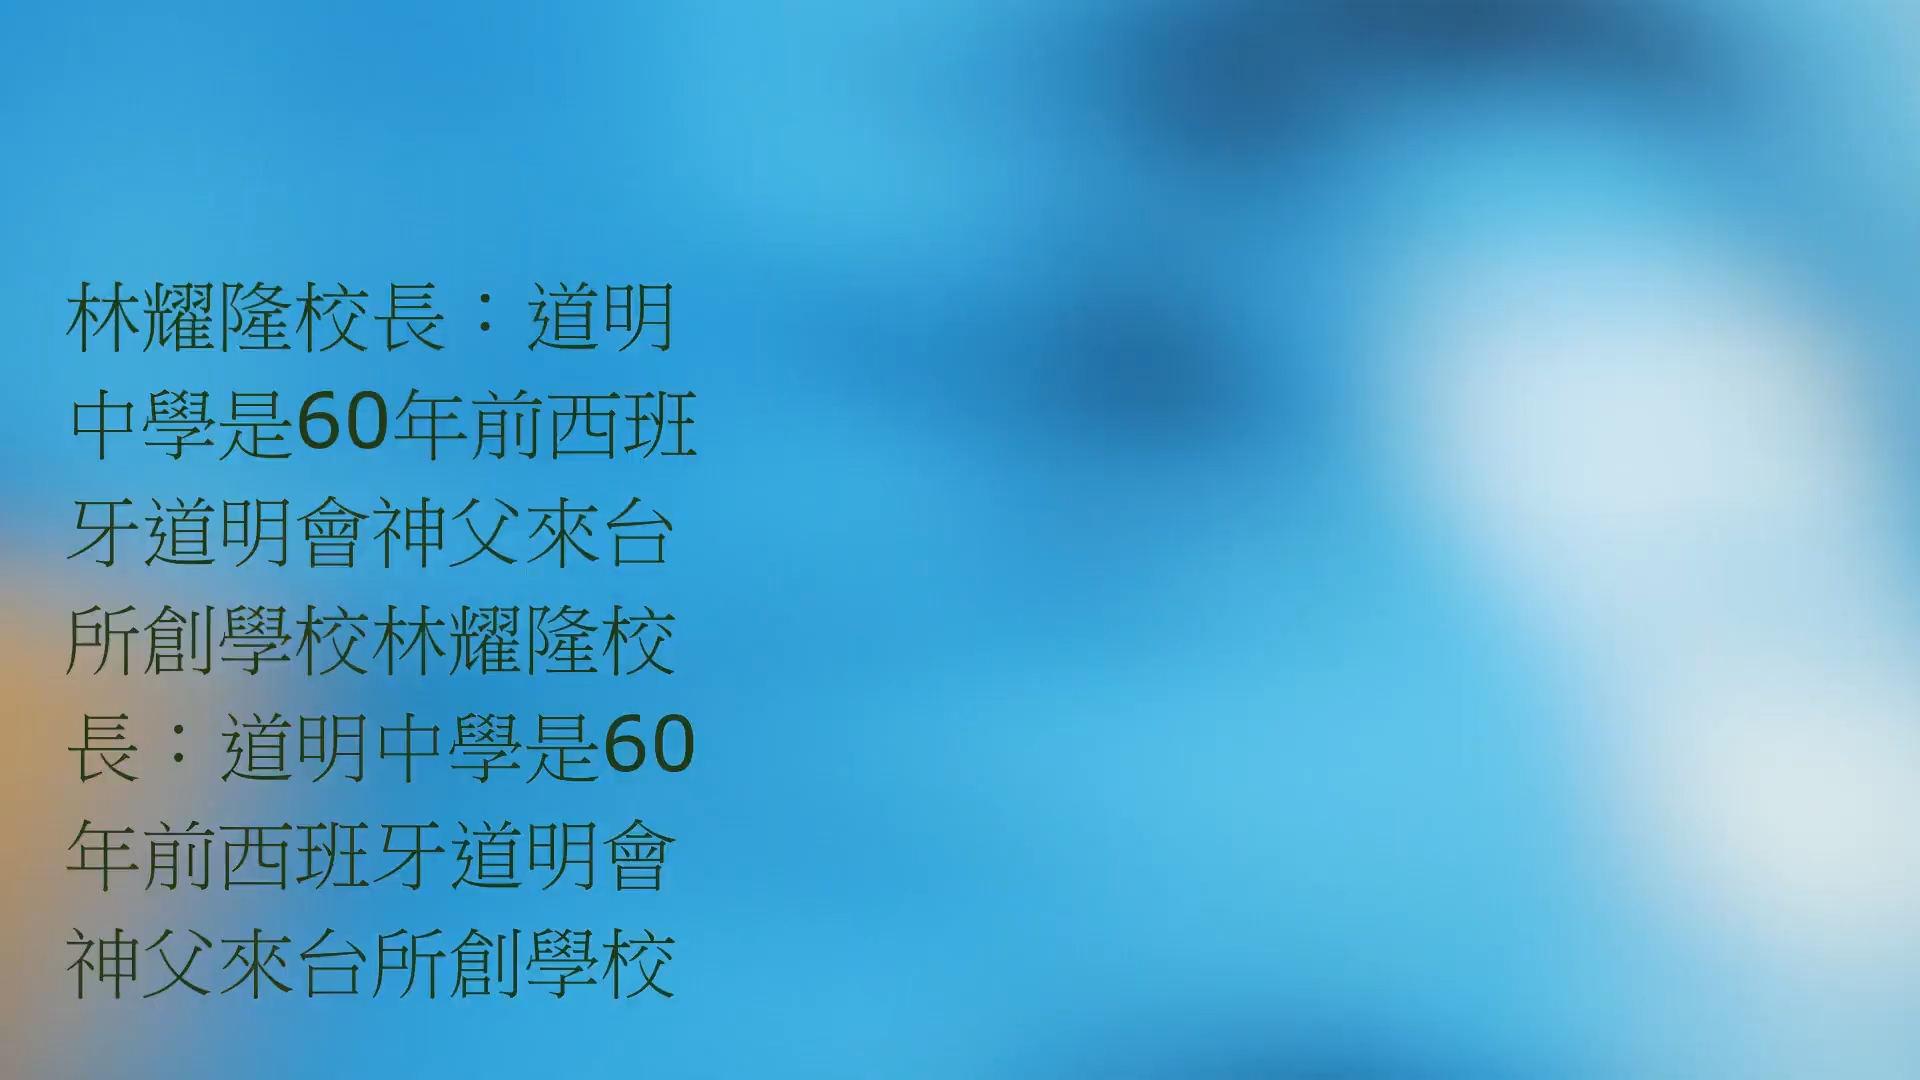 林耀隆校長：道明
中學是60年前西班
牙道明會神父來台
所創學校林耀隆校
長：道明中學是60
年前西班牙道明會
神父來台所創學校